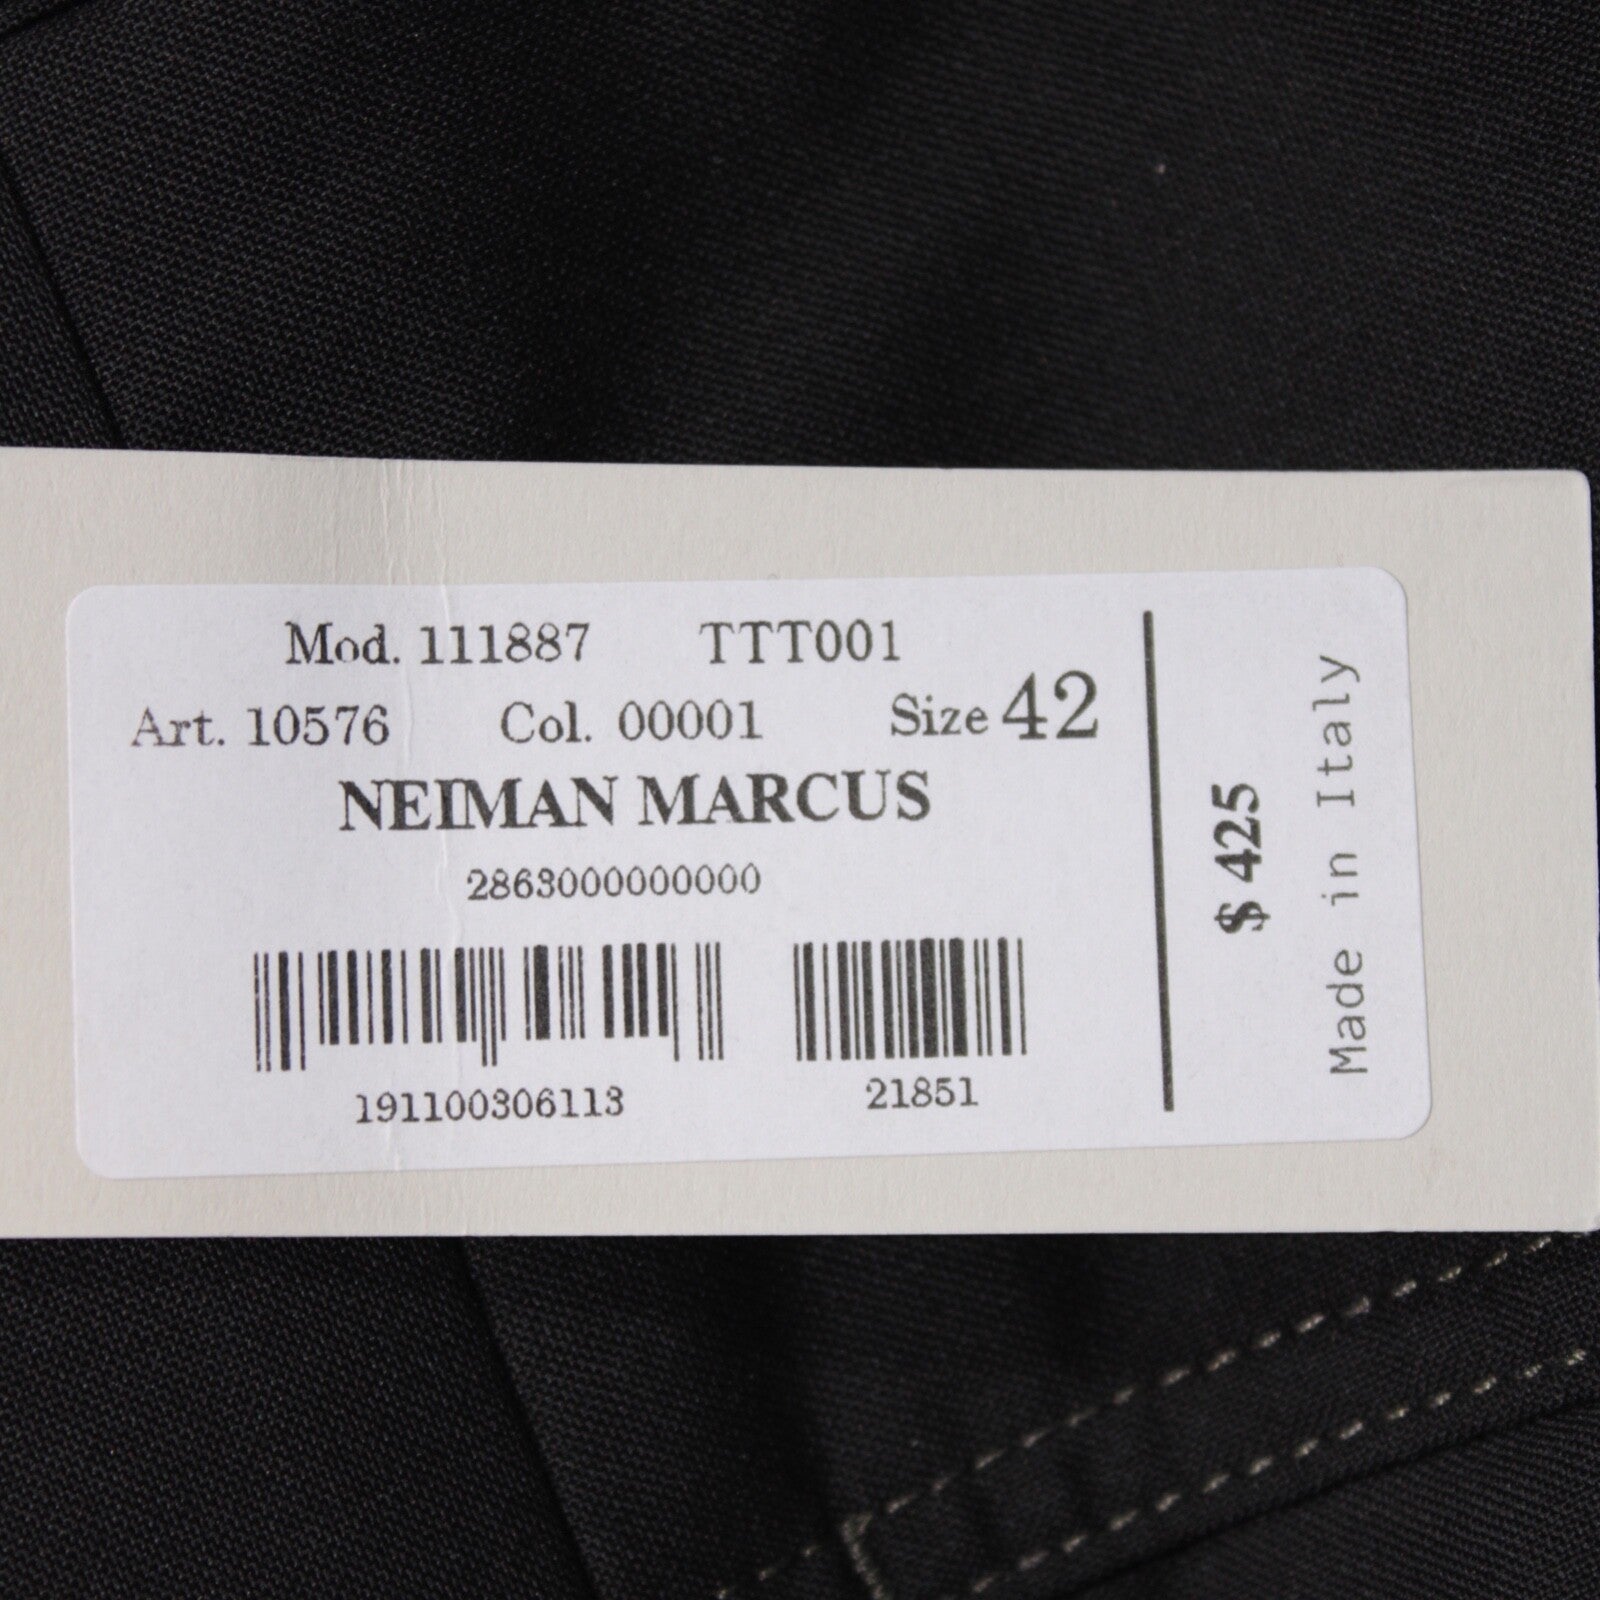 Mod. 111887 TTT001
Art. 10576 Col. 00001 Size 42
NEIMAN MARCUS
2863000000000
191100306113
21851
$ 425
Made in Italy